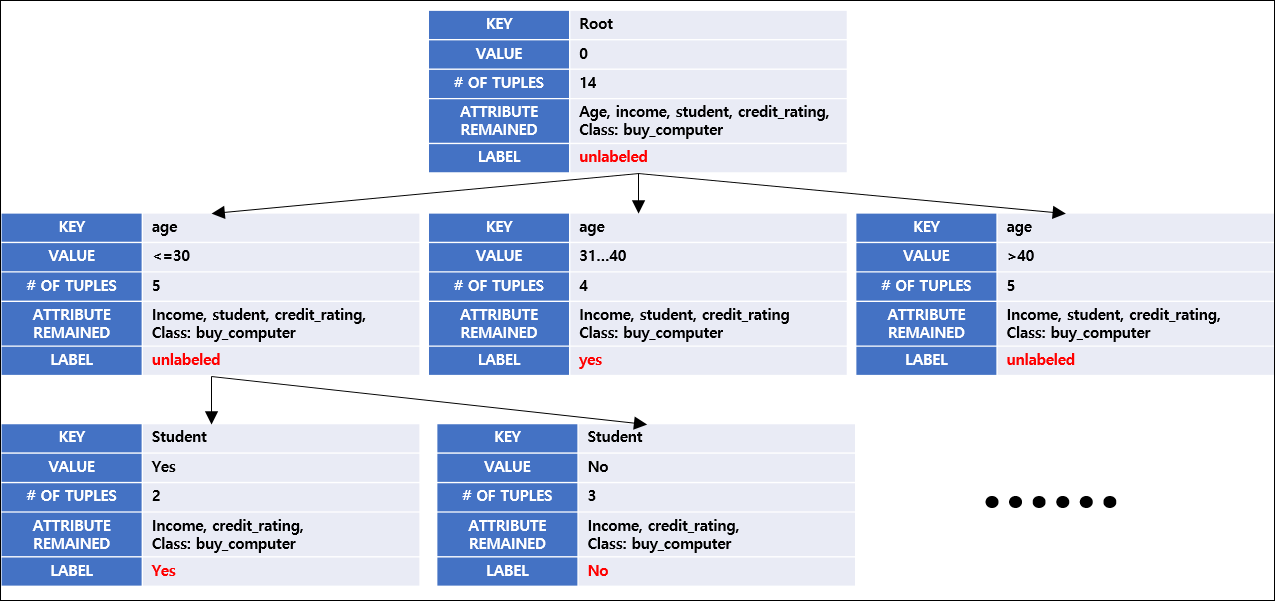 KEY Root
VALUE 0
# OF TUPLES 14
ATTRIBUTE REMAINED Age, income, student, credit_rating,
Class: buy_computer
LABEL unlabeled
KEY age
VALUE <=30
# OF TUPLES 5
ATTRIBUTE REMAINED Income, student, credit_rating,
Class: buy_computer
LABEL unlabeled
KEY age
VALUE 31...40
# OF TUPLES 4
ATTRIBUTE REMAINED Income, student, credit_rating
Class: buy_computer
LABEL yes
KEY age
VALUE >40
# OF TUPLES 5
ATTRIBUTE REMAINED Income, student, credit_rating,
Class: buy_computer
LABEL unlabeled
KEY Student
VALUE Yes
# OF TUPLES 2
ATTRIBUTE REMAINED Income, credit_rating,
Class: buy_computer
LABEL Yes
KEY Student
VALUE No
# OF TUPLES 3
ATTRIBUTE REMAINED Income, credit_rating,
Class: buy_computer
LABEL No